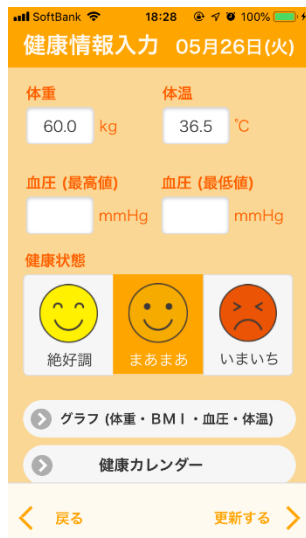 SoftBank 18:28 100%
健康情報入力 05月26日(火)
体重 体温
60.0 kg 36.5 ℃
血圧 (最高値) 血圧 (最低値)
mmHg mmHg
健康状態
絶好調 まあまあ いまいち
グラフ (体重・BMI・血圧・体温)
健康カレンダー
戻る 更新する